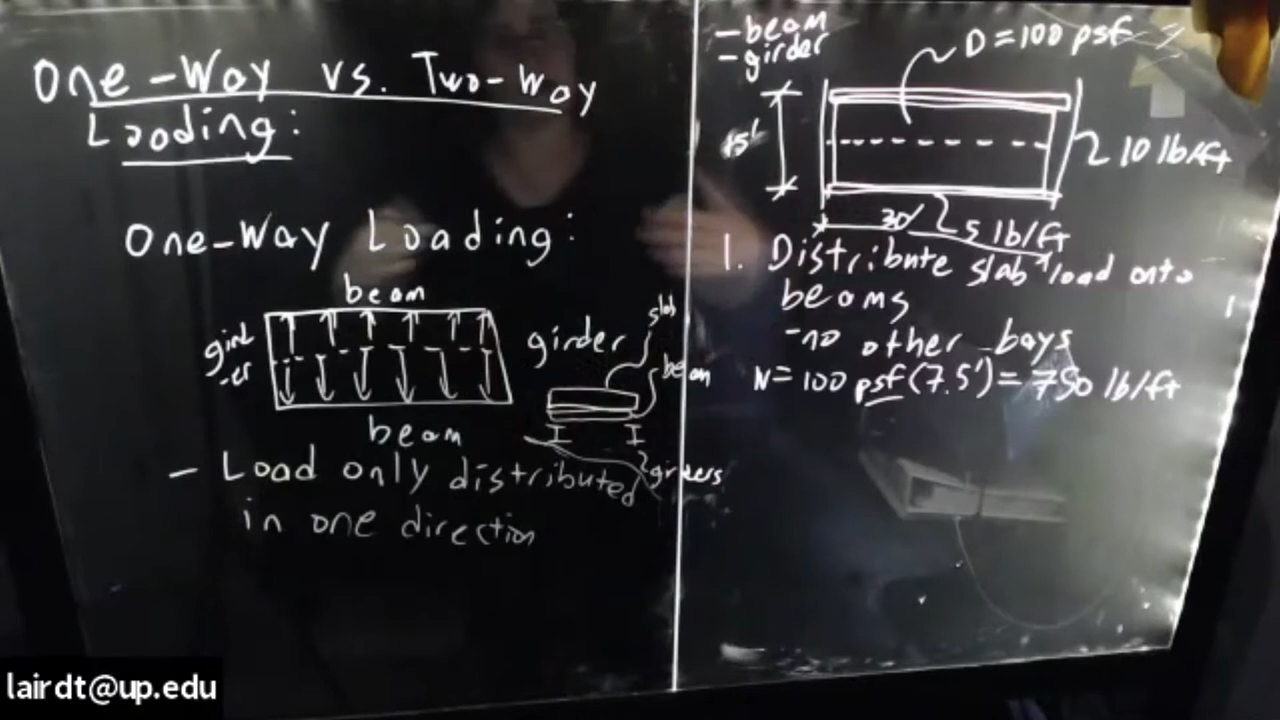 One-Way vs. Two-Way
Loading:
One-Way Loading:
beam
gird
-er
girder
slab
beam
beam
girders
- Load only distributed
in one direction
- beam
- girder
D = 100 psf
15'
10 lb/ft
30'
5 lb/ft
1. Distribute slab load onto
beams
- no other bays
W = 100 psf (7.5') = 750 lb/ft
lairdt@up.edu